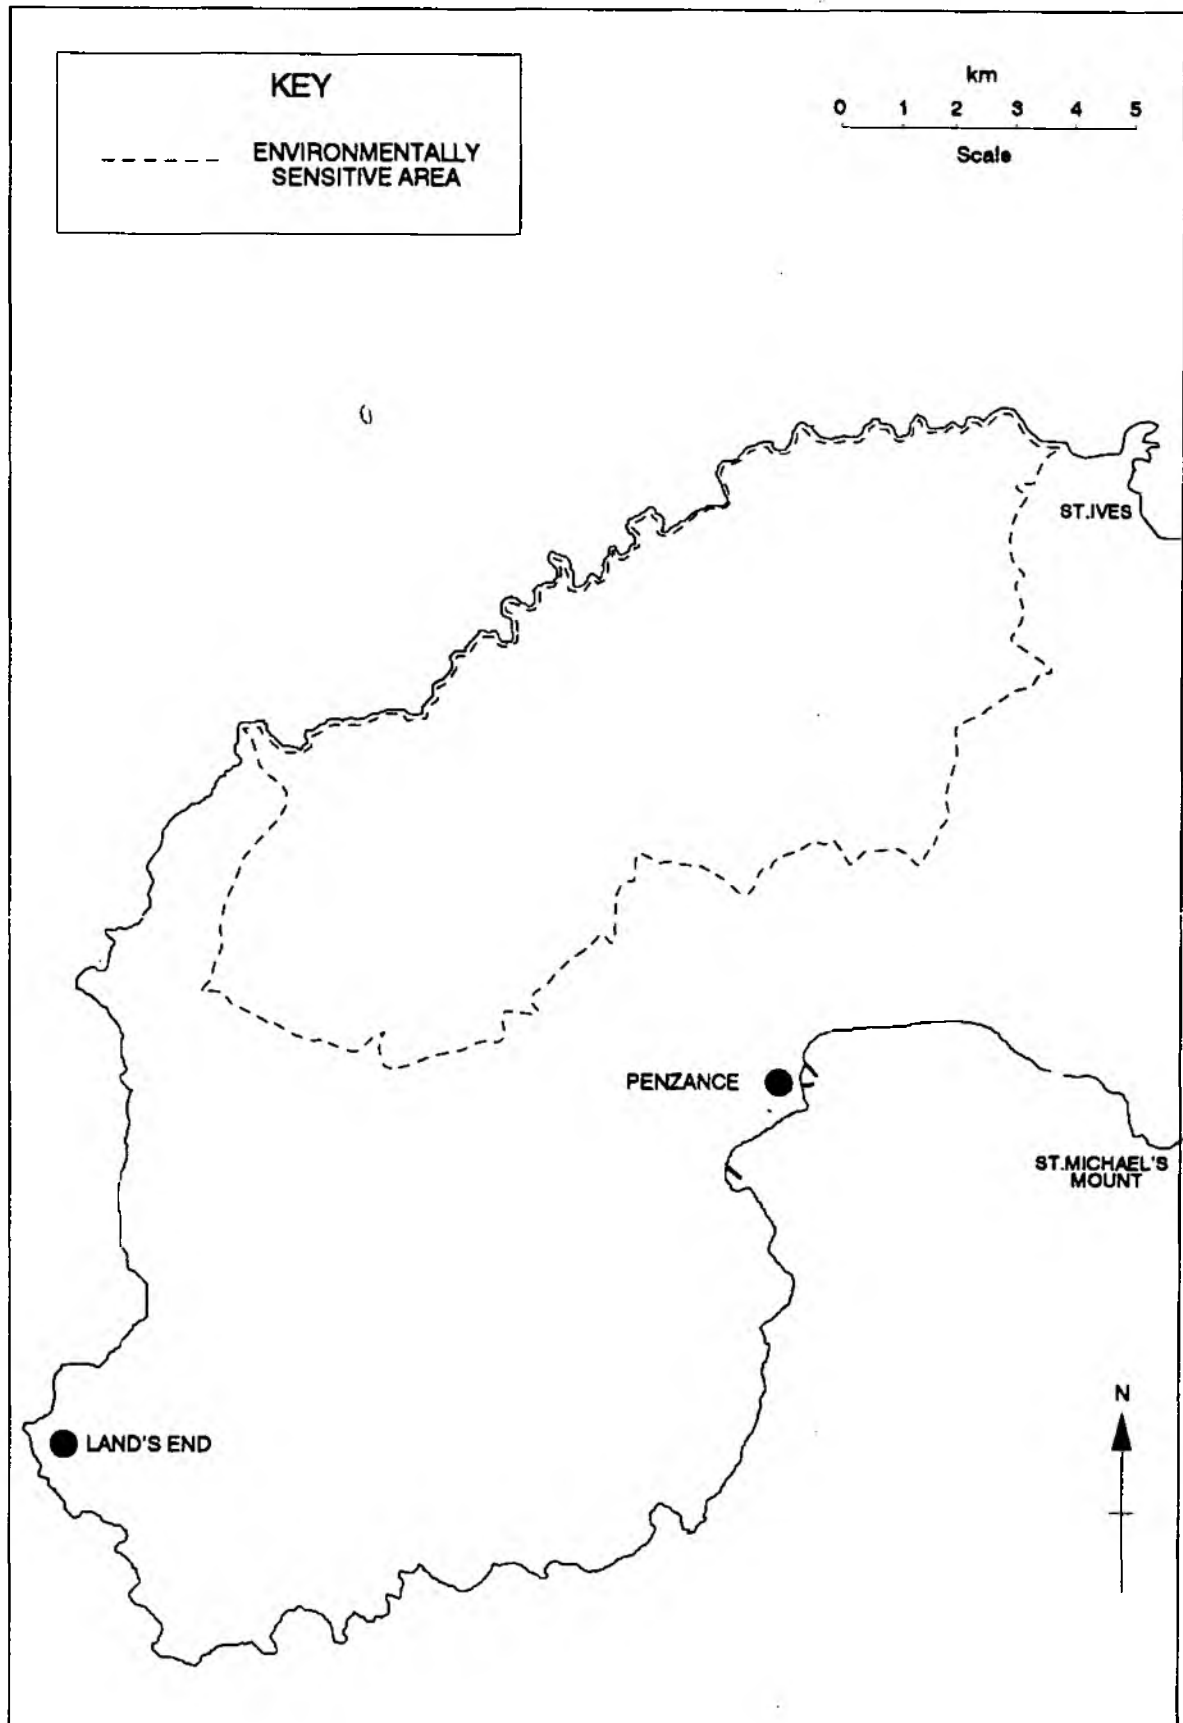 KEY
ENVIRONMENTALLY
SENSITIVE AREA
km
0 1 2 3 4 5
Scale
ST.IVES
PENZANCE
ST.MICHAEL'S
MOUNT
N
LAND'S END